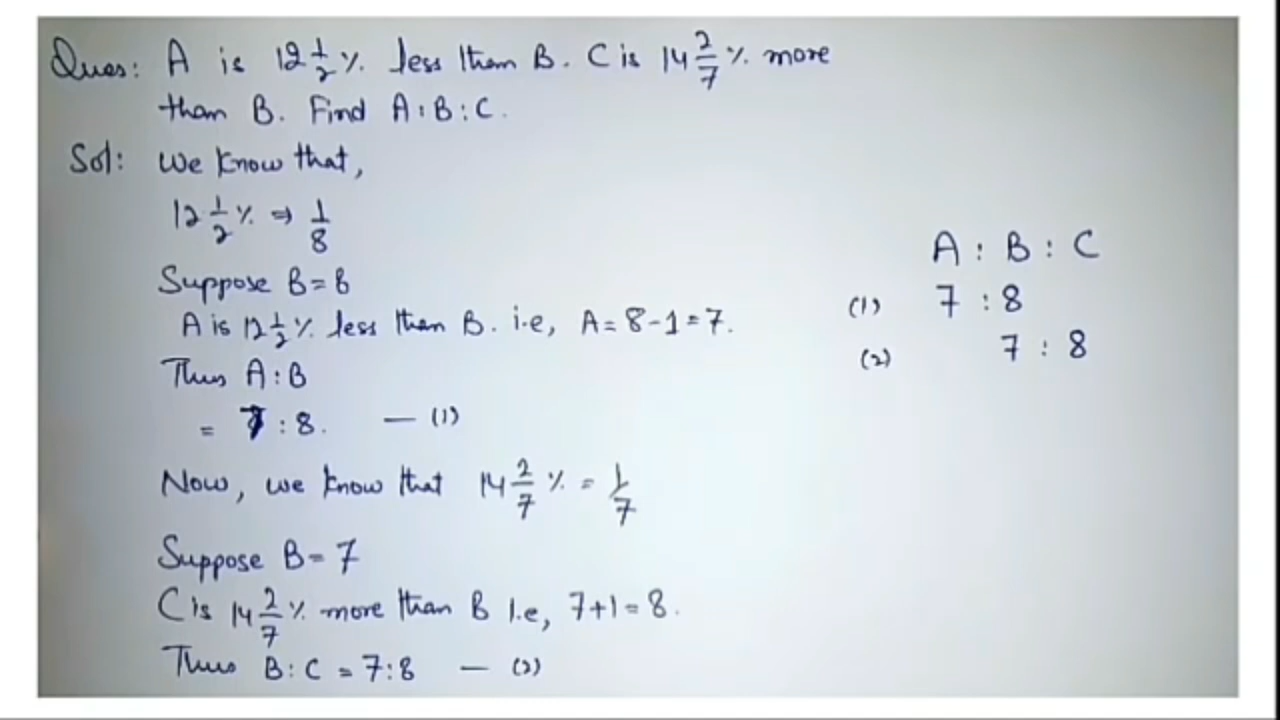 Ques: A is 12 1/2 % less than B. C is 14 2/7 % more
than B. Find A:B:C.
Sol: We know that,
12 1/2 % ⇒ 1/8
Suppose B=8
A is 12 1/2 % less than B. i.e, A= 8-1=7.
Thus A:B
= 7:8. — (1)
Now, we know that 14 2/7 % = 1/7
Suppose B=7
C is 14 2/7 % more than B I.e, 7+1=8.
Thus B:C = 7:8 — (2)
A : B : C
(1) 7 : 8
(2) 7 : 8